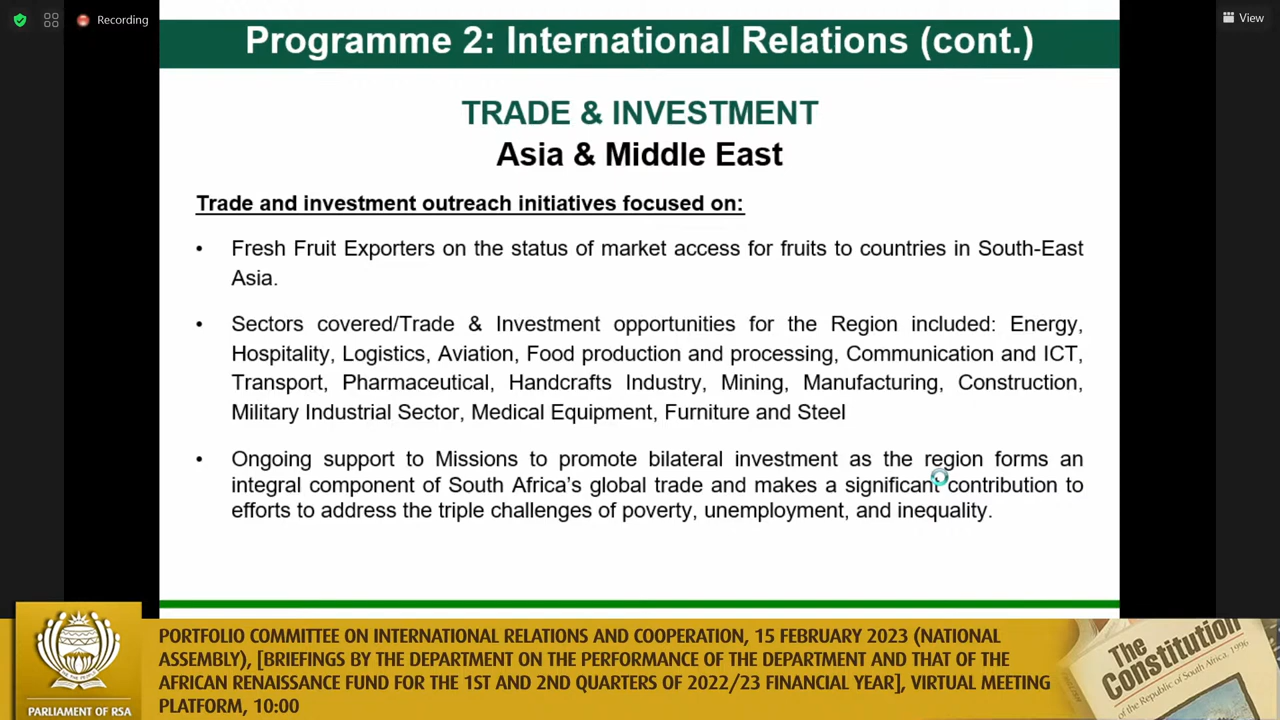 Recording
View
Programme 2: International Relations (cont.)
TRADE & INVESTMENT
Asia & Middle East
Trade and investment outreach initiatives focused on:
• Fresh Fruit Exporters on the status of market access for fruits to countries in South-East
Asia.
• Sectors covered/Trade & Investment opportunities for the Region included: Energy,
Hospitality, Logistics, Aviation, Food production and processing, Communication and ICT,
Transport, Pharmaceutical, Handcrafts Industry, Mining, Manufacturing, Construction,
Military Industrial Sector, Medical Equipment, Furniture and Steel
• Ongoing support to Missions to promote bilateral investment as the region forms an
integral component of South Africa's global trade and makes a significant contribution to
efforts to address the triple challenges of poverty, unemployment, and inequality.
PARLIAMENT OF RSA
PORTFOLIO COMMITTEE ON INTERNATIONAL RELATIONS AND COOPERATION, 15 FEBRUARY 2023 (NATIONAL
ASSEMBLY), [BRIEFINGS BY THE DEPARTMENT ON THE PERFORMANCE OF THE DEPARTMENT AND THAT OF THE
AFRICAN RENAISSANCE FUND FOR THE 1ST AND 2ND QUARTERS OF 2022/23 FINANCIAL YEAR], VIRTUAL MEETING
PLATFORM, 10:00
The
Constitution
of the Republic of South Africa, 1996